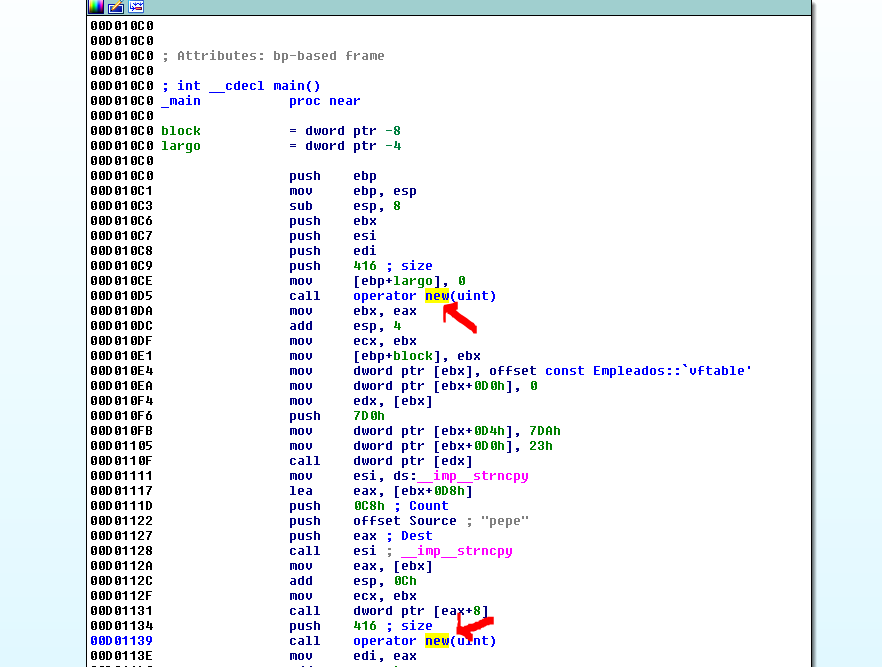 00D010C0
00D010C0
00D010C0 ; Attributes: bp-based frame
00D010C0
00D010C0 ; int __cdecl main()
00D010C0 _main proc near
00D010C0
00D010C0 block = dword ptr -8
00D010C0 largo = dword ptr -4
00D010C0
00D010C0 push ebp
00D010C1 mov ebp, esp
00D010C3 sub esp, 8
00D010C6 push ebx
00D010C7 push esi
00D010C8 push edi
00D010C9 push 416 ; size
00D010CE mov [ebp+largo], 0
00D010D5 call operator new(uint)
00D010DA mov ebx, eax
00D010DC add esp, 4
00D010DF mov ecx, ebx
00D010E1 mov [ebp+block], ebx
00D010E4 mov dword ptr [ebx], offset const Empleados::`vftable'
00D010EA mov dword ptr [ebx+0D0h], 0
00D010F4 mov edx, [ebx]
00D010F6 push 7D0h
00D010FB mov dword ptr [ebx+0D4h], 7DAh
00D01105 mov dword ptr [ebx+0D0h], 23h
00D0110F call dword ptr [edx]
00D01111 mov esi, ds:__imp__strncpy
00D01117 lea eax, [ebx+0D8h]
00D0111D push 0C8h ; Count
00D01122 push offset Source ; "pepe"
00D01127 push eax ; Dest
00D01128 call esi ; __imp__strncpy
00D0112A mov eax, [ebx]
00D0112C add esp, 0Ch
00D0112F mov ecx, ebx
00D01131 call dword ptr [eax+8]
00D01134 push 416 ; size
00D01139 call operator new(uint)
00D0113E mov edi, eax